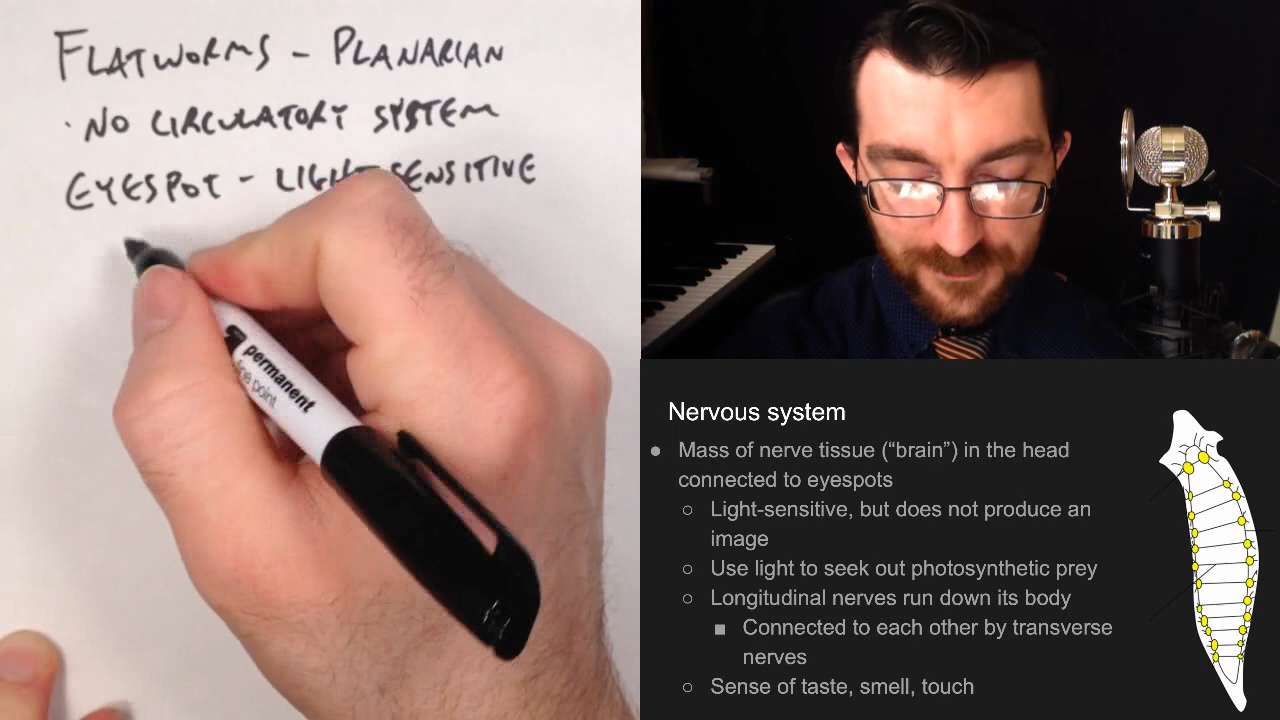 FLATWORMS - PLANARIAN
· NO CIRCULATORY SYSTEM
EYESPOT - LIGHT SENSITIVE
permanent
fine point
Nervous system
● Mass of nerve tissue (“brain”) in the head
connected to eyespots
○ Light-sensitive, but does not produce an
image
○ Use light to seek out photosynthetic prey
○ Longitudinal nerves run down its body
■ Connected to each other by transverse
nerves
○ Sense of taste, smell, touch